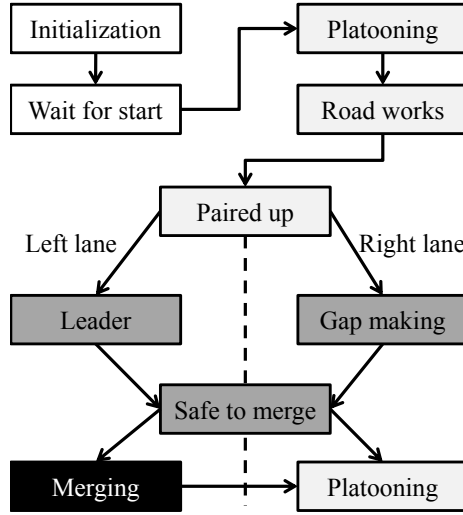 Initialization
Platooning
Wait for start
Road works
Paired up
Left lane
Right lane
Leader
Gap making
Safe to merge
Merging
Platooning